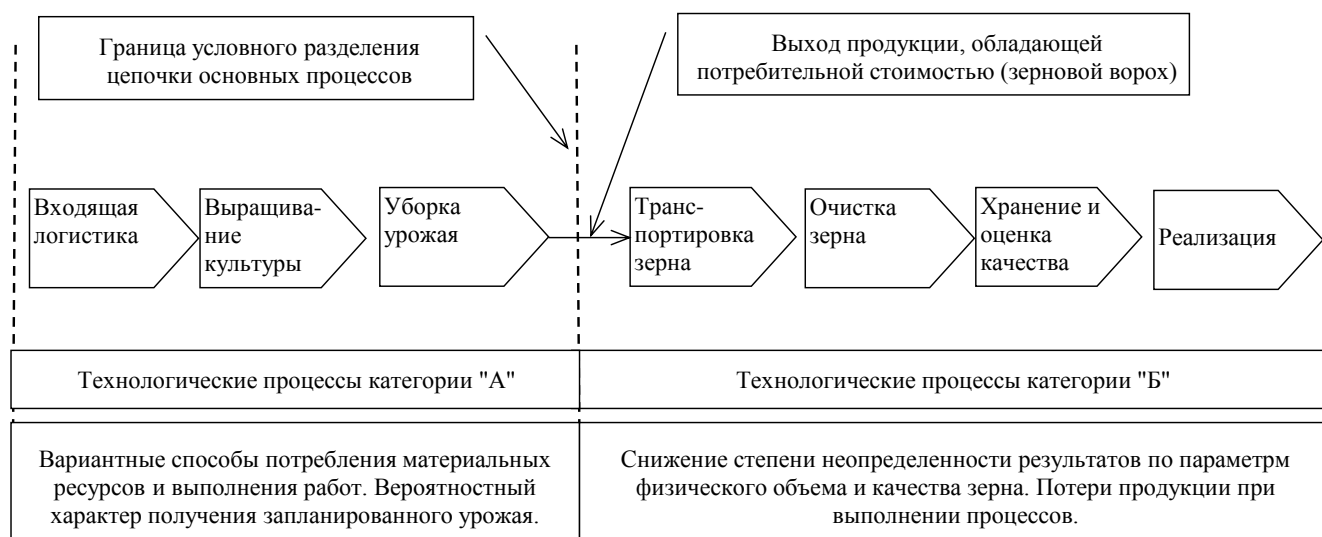 Граница условного разделения
цепочки основных процессов
Выход продукции, обладающей
потребительной стоимостью (зерновой ворох)
Входящая
логистика
Выращива-
ние
культуры
Уборка
урожая
Транс-
портировка
зерна
Очистка
зерна
Хранение и
оценка
качества
Реализация
Технологические процессы категории "А"
Технологические процессы категории "Б"
Вариантные способы потребления материальных
ресурсов и выполнения работ. Вероятностный
характер получения запланированного урожая.
Снижение степени неопределенности результатов по параметрм
физического объема и качества зерна. Потери продукции при
выполнении процессов.